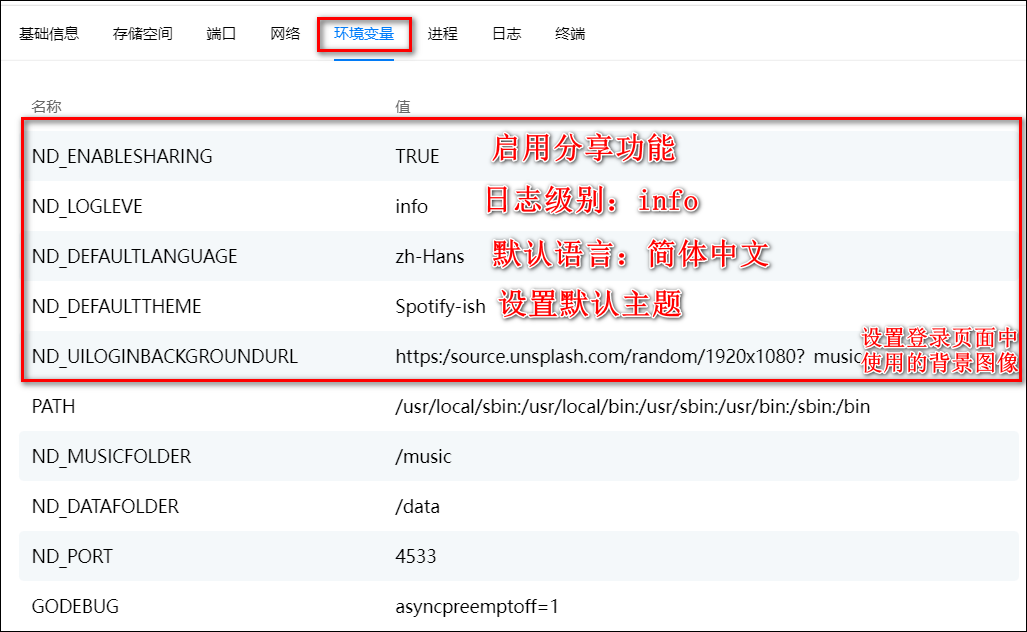 基础信息 存储空间 端口 网络 环境变量 进程 日志 终端
名称 值
ND_ENABLESHARING TRUE 启用分享功能
ND_LOGLEVE info 日志级别：info
ND_DEFAULTLANGUAGE zh-Hans 默认语言：简体中文
ND_DEFAULTTHEME Spotify-ish 设置默认主题
ND_UILOGINBACKGROUNDURL https:/source.unsplash.com/random/1920x1080? music
设置登录页面中
使用的背景图像
PATH /usr/local/sbin:/usr/local/bin:/usr/sbin:/usr/bin:/sbin:/bin
ND_MUSICFOLDER /music
ND_DATAFOLDER /data
ND_PORT 4533
GODEBUG asyncpreemptoff=1